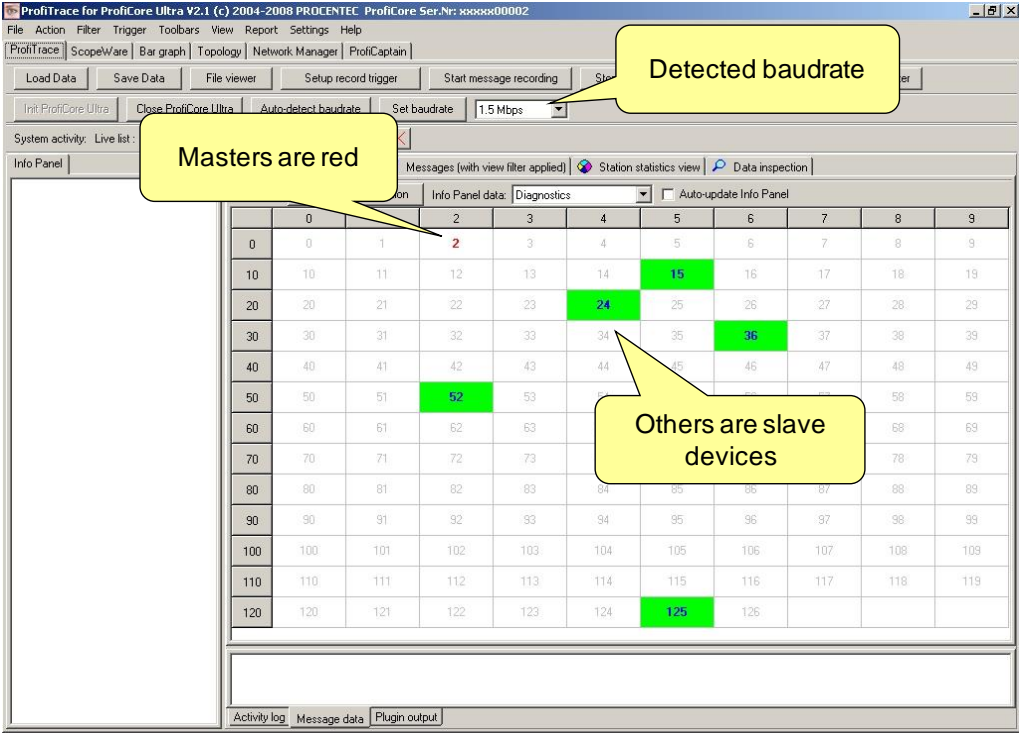 ProfiTrace for ProfiCore Ultra V2.1 (c) 2004-2008 PROCENTEC ProfiCore Ser.Nr: xxxxx00002
File Action Filter Trigger Toolbars View Report Settings Help
ProfiTrace ScopeWare Bar graph Topology Network Manager ProfiCaptain
Load Data Save Data File viewer Setup record trigger Start message recording
Detected baudrate
Init ProfiCore Ultra Close ProfiCore Ultra Auto-detect baudrate Set baudrate 1.5 Mbps
System activity: Live list :
Masters are red
Info Panel Messages (with view filter applied) Station statistics view Data inspection
Info Panel data: Diagnostics Auto-update Info Panel
0 2 3 4 5 6 7 8 9
0 0 1 2 3 4 5 6 7 8 9
10 10 11 12 13 14 15 16 17 18 19
20 20 21 22 23 24 25 26 27 28 29
30 30 31 32 33 34 35 36 37 38 39
40 40 41 42 43 44 45 46 47 48 49
50 50 51 52 53 58 59
60 60 61 62 63 68 69
Others are slave
devices
70 70 71 72 73 78 79
80 80 81 82 83 84 85 86 87 88 89
90 90 91 92 93 94 95 96 97 98 99
100 100 101 102 103 104 105 106 107 108 109
110 110 111 112 113 114 115 116 117 118 119
120 120 121 122 123 124 125 126
Activity log Message data Plugin output